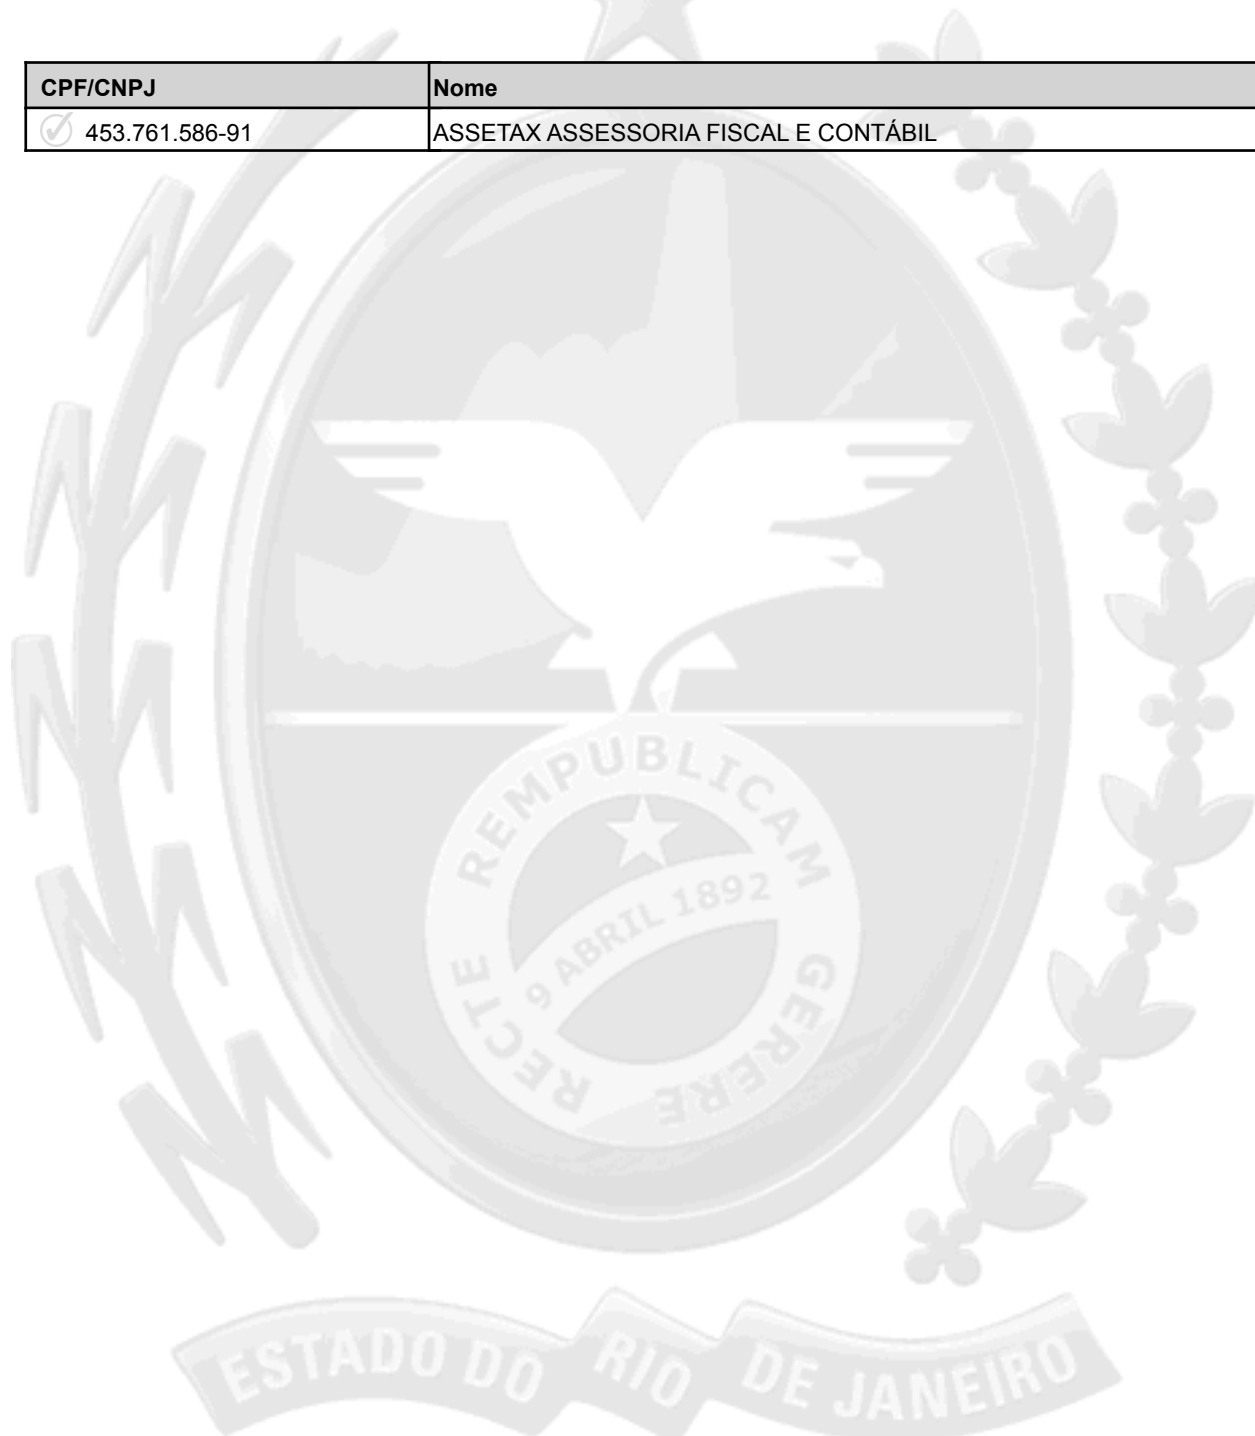 CPF/CNPJ Nome
453.761.586-91 ASSETAX ASSESSORIA FISCAL E CONTÁBIL
REMPUBLICAM
9 ABRIL 1892
RECTE GERERE
ESTADO DO RIO DE JANEIRO